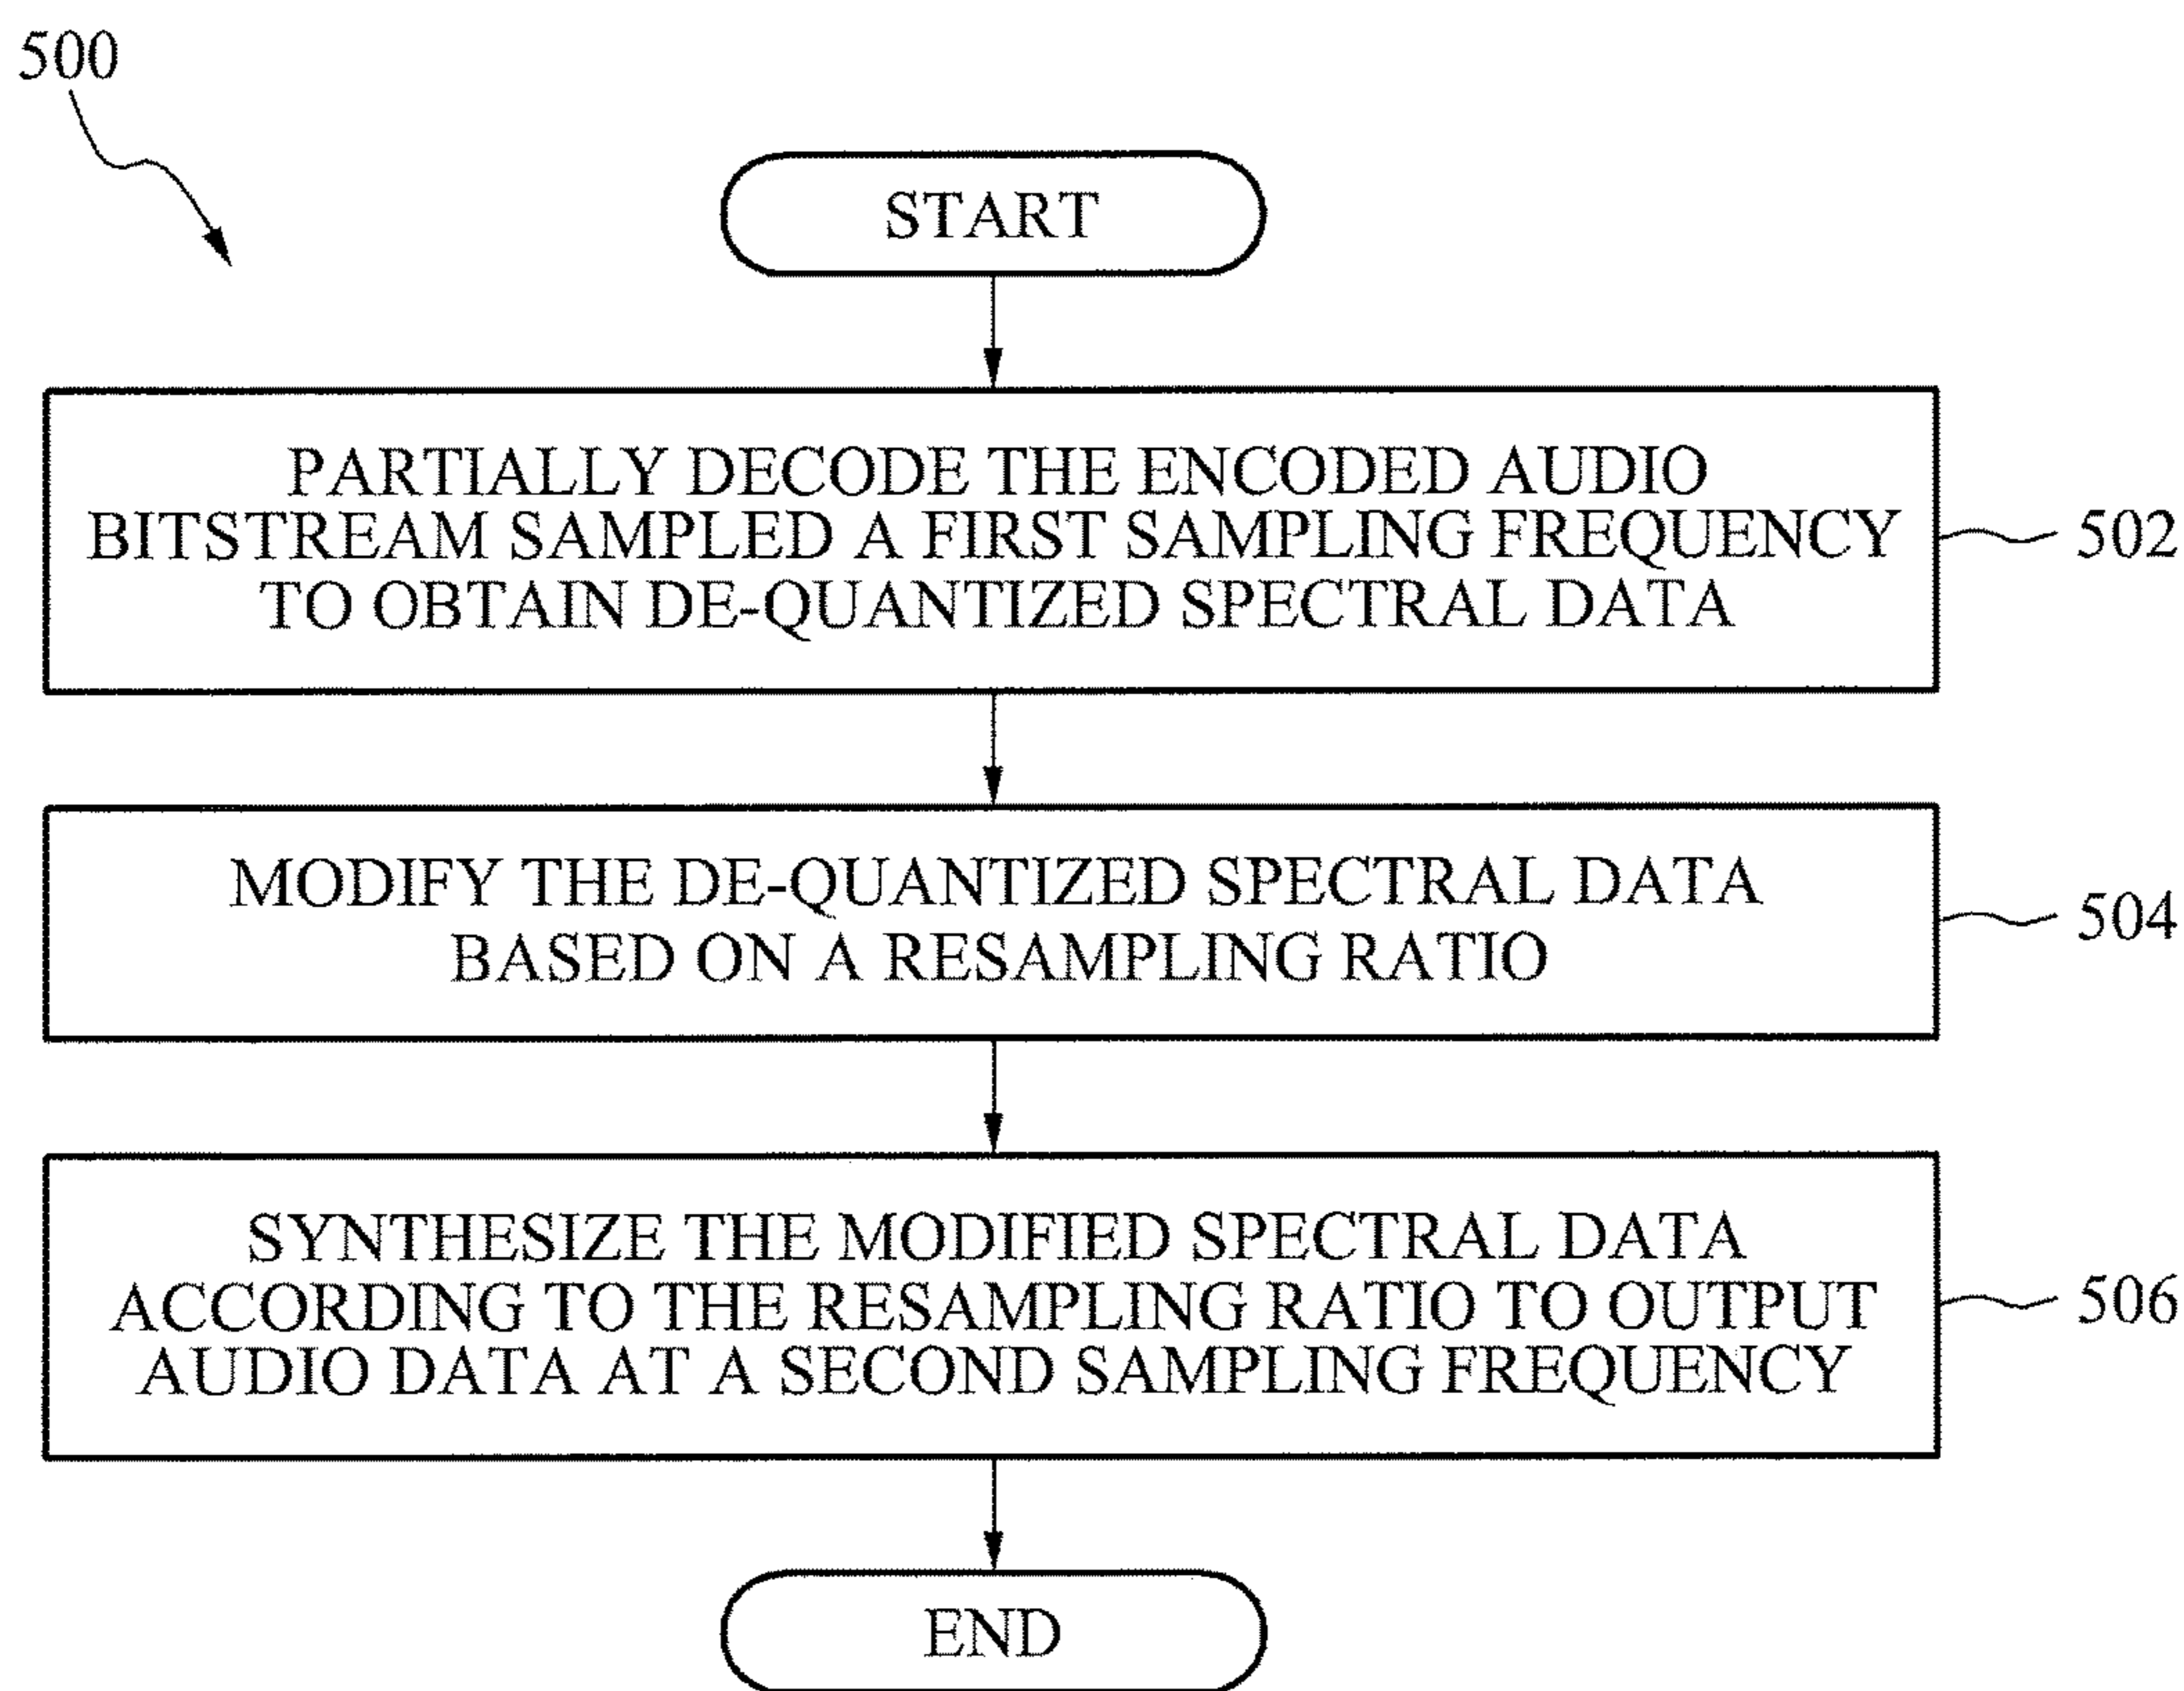 500
START
PARTIALLY DECODE THE ENCODED AUDIO
BITSTREAM SAMPLED A FIRST SAMPLING FREQUENCY
TO OBTAIN DE-QUANTIZED SPECTRAL DATA
502
MODIFY THE DE-QUANTIZED SPECTRAL DATA
BASED ON A RESAMPLING RATIO
504
SYNTHESIZE THE MODIFIED SPECTRAL DATA
ACCORDING TO THE RESAMPLING RATIO TO OUTPUT
AUDIO DATA AT A SECOND SAMPLING FREQUENCY
506
END